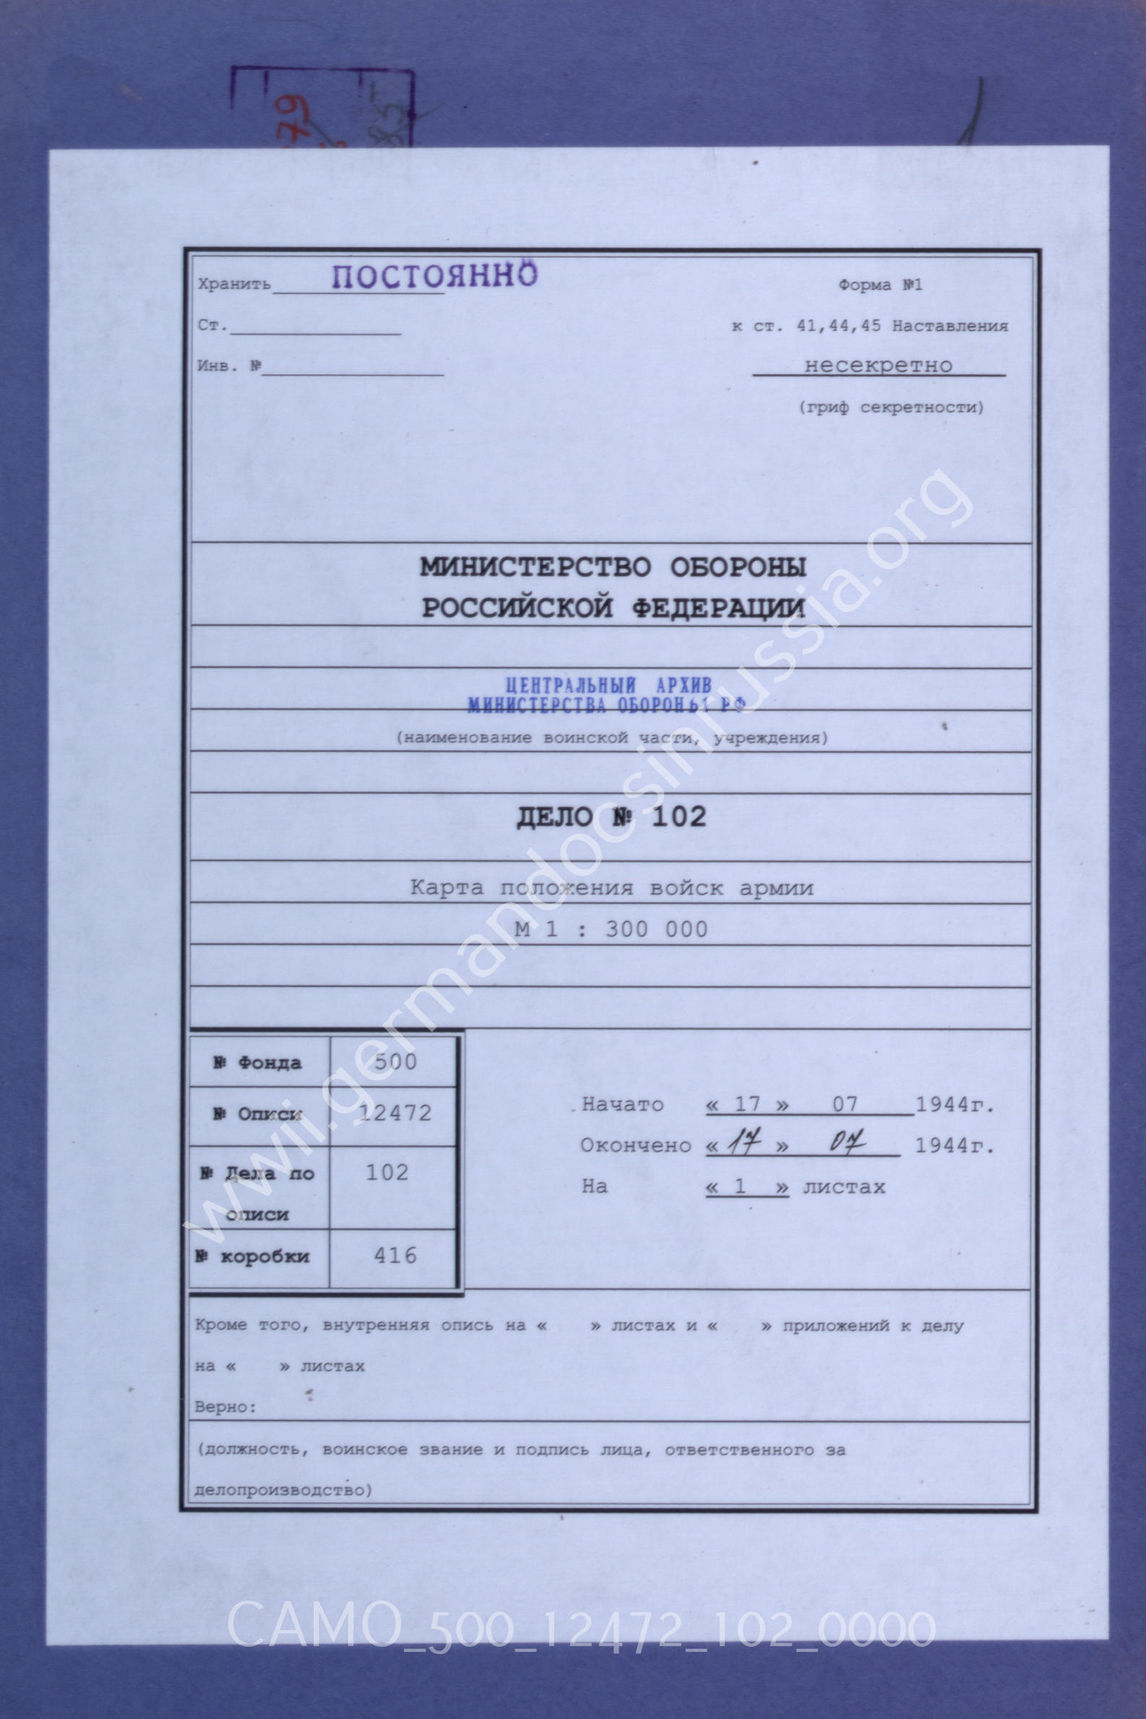 79
85
Хранить ПОСТОЯННО
Форма №1
Ст.
к ст. 41,44,45 Наставления
Инв. №
несекретно
(гриф секретности)
МИНИСТЕРСТВО ОБОРОНЫ
РОССИЙСКОЙ ФЕДЕРАЦИИ
ЦЕНТРАЛЬНЫЙ АРХИВ
МИНИСТЕРСТВА ОБОРОНЫ РФ
(наименование воинской части, учреждения)
ДЕЛО № 102
Карта положения войск армии
М 1 : 300 000
№ Фонда 500
№ Описи 12472
№ Дела по описи 102
№ коробки 416
Начато « 17 » 07 1944г.
Окончено « 17 » 07 1944г.
На « 1 » листах
Кроме того, внутренняя опись на « » листах и « » приложений к делу
на « » листах
Верно:
(должность, воинское звание и подпись лица, ответственного за
делопроизводство)
wwii.germandocsinrussia.org
CAMO_500_12472_102_0000